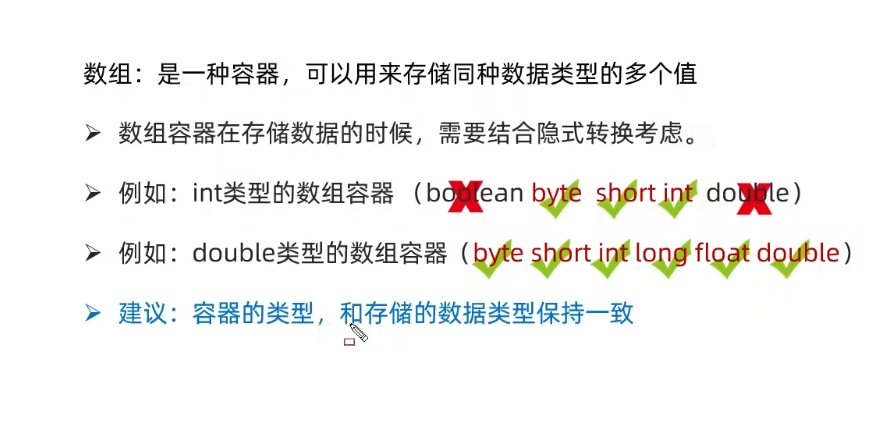 数组：是一种容器，可以用来存储同种数据类型的多个值
➢ 数组容器在存储数据的时候，需要结合隐式转换考虑。
➢ 例如：int类型的数组容器 （boolean byte short int double）
➢ 例如：double类型的数组容器（byte short int long float double）
➢ 建议：容器的类型，和存储的数据类型保持一致